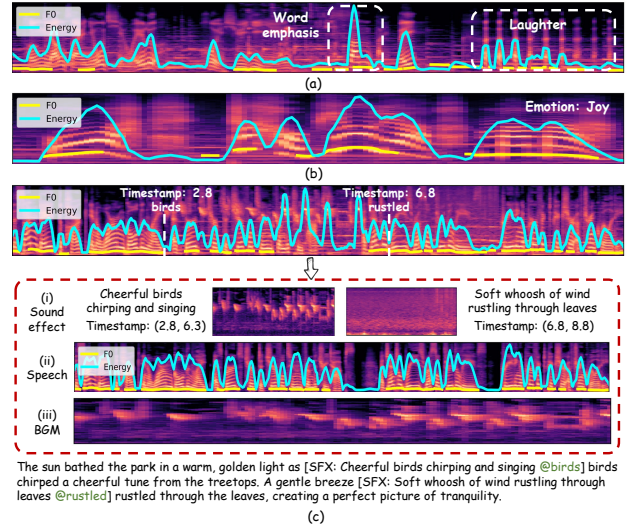 F0
Energy
Word
emphasis
Laughter
(a)
F0
Energy
Emotion: Joy
(b)
F0
Energy
Timestamp: 2.8
birds
Timestamp: 6.8
rustled
(i)
Sound
effect
Cheerful birds
chirping and singing
Timestamp: (2.8, 6.3)
Soft whoosh of wind
rustling through leaves
Timestamp: (6.8, 8.8)
(ii)
Speech
F0
Energy
(iii)
BGM
The sun bathed the park in a warm, golden light as [SFX: Cheerful birds chirping and singing @birds] birds
chirped a cheerful tune from the treetops. A gentle breeze [SFX: Soft whoosh of wind rustling through
leaves @rustled] rustled through the leaves, creating a perfect picture of tranquility.
(c)